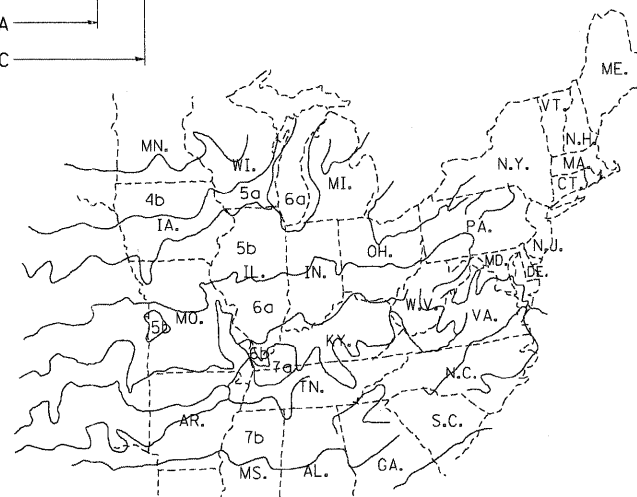 A
C
ME.
VT.
N.H.
MN.
WI.
MI.
N.Y.
MA.
CT.
4b
5a
6a
IA.
PA.
5b
OH.
N.J.
MD.
DE.
IL.
IN.
MO.
5b
6a
W.V.
VA.
KY.
6b
7a
TN.
N.C.
AR.
S.C.
7b
MS.
AL.
GA.